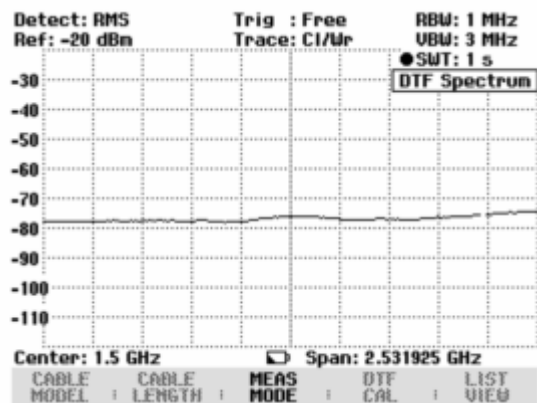 Detect: RMS Trig : Free RBW: 1 MHz
Ref: -20 dBm Trace: Cl/Wr VBW: 3 MHz
SWT: 1 s
DTF Spectrum
-30
-40
-50
-60
-70
-80
-90
-100
-110
Center: 1.5 GHz Span: 2.531925 GHz
CABLE MODEL CABLE LENGTH MEAS MODE DTF CAL LIST VIEW